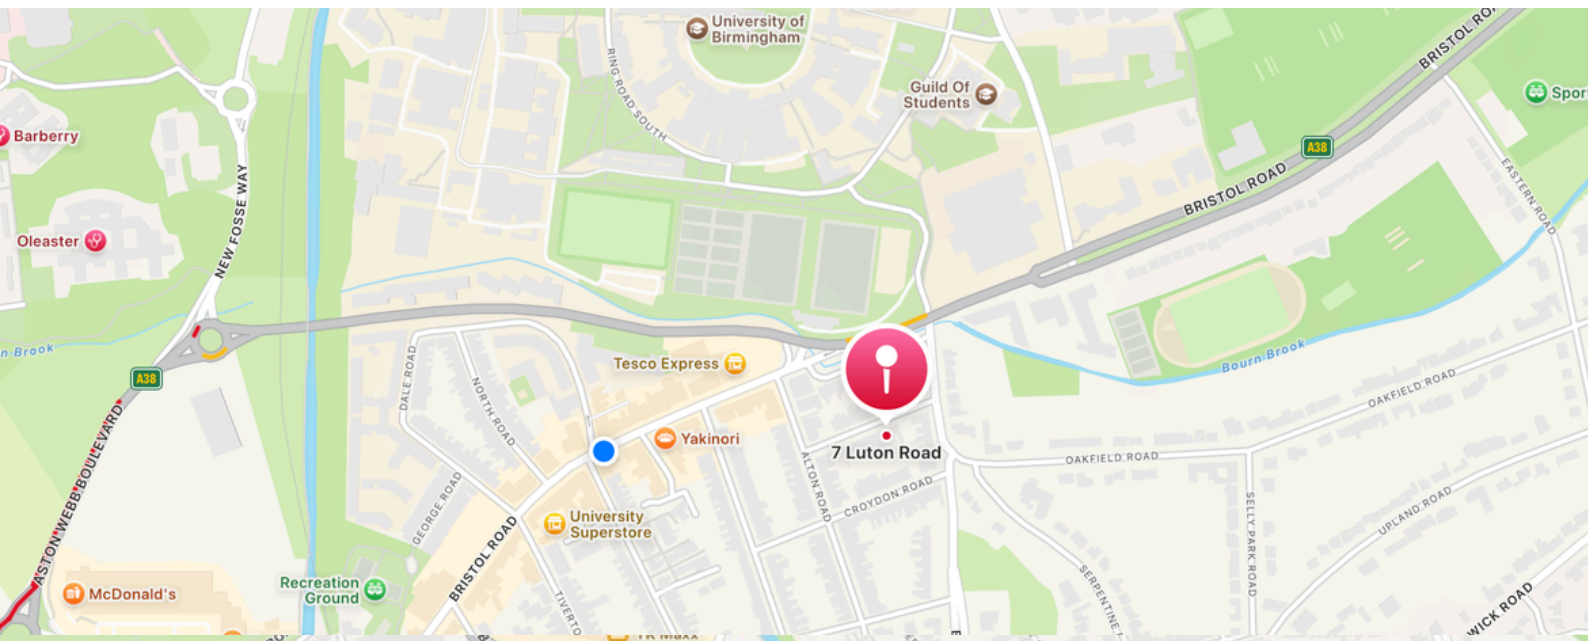 University of
Birmingham
BRISTOL ROAD
RING ROAD SOUTH
Guild Of
Students
Barberry
A38
NEW FOSSE WAY
BRISTOL ROAD
EASTERN ROAD
Oleaster
Bourn Brook
Tesco Express
DALE ROAD
NORTH ROAD
A38
OAKFIELD ROAD
Yakinori
7 Luton Road
OAKFIELD ROAD
ALTON ROAD
CROYDON ROAD
ASTON WEBB BOULEVARD
GEORGE ROAD
University
Superstore
BRISTOL ROAD
SELLY PARK ROAD
UPLAND ROAD
Recreation
Ground
McDonald's
SERPENTINE
TIVERTO
WICK ROAD